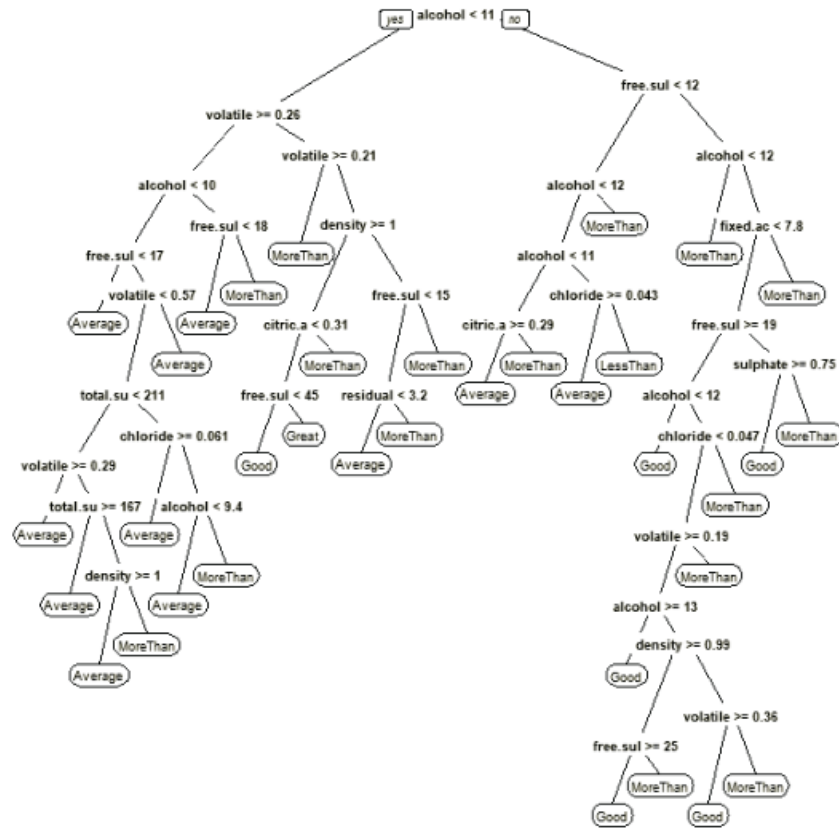 yes alcohol < 11 no
free.sul < 12
volatile >= 0.26
volatile >= 0.21 alcohol < 12
alcohol < 10 alcohol < 12
free.sul < 18 density >= 1 MoreThan fixed.ac < 7.8
free.sul < 17 MoreThan alcohol < 11 MoreThan
volatile < 0.57 MoreThan free.sul < 15 chloride >= 0.043 MoreThan
Average Average citric.a < 0.31 citric.a >= 0.29 free.sul >= 19
Average MoreThan MoreThan MoreThan LessThan sulphate >= 0.75
total.su < 211 free.sul < 45 residual < 3.2 Average Average alcohol < 12
chloride >= 0.061 Great MoreThan chloride < 0.047 MoreThan
volatile >= 0.29 Good Average Good Good
total.su >= 167 alcohol < 9.4 MoreThan
Average Average volatile >= 0.19
density >= 1 MoreThan MoreThan
Average Average alcohol >= 13
MoreThan density >= 0.99
Average Good
volatile >= 0.36
free.sul >= 25
MoreThan MoreThan
Good Good